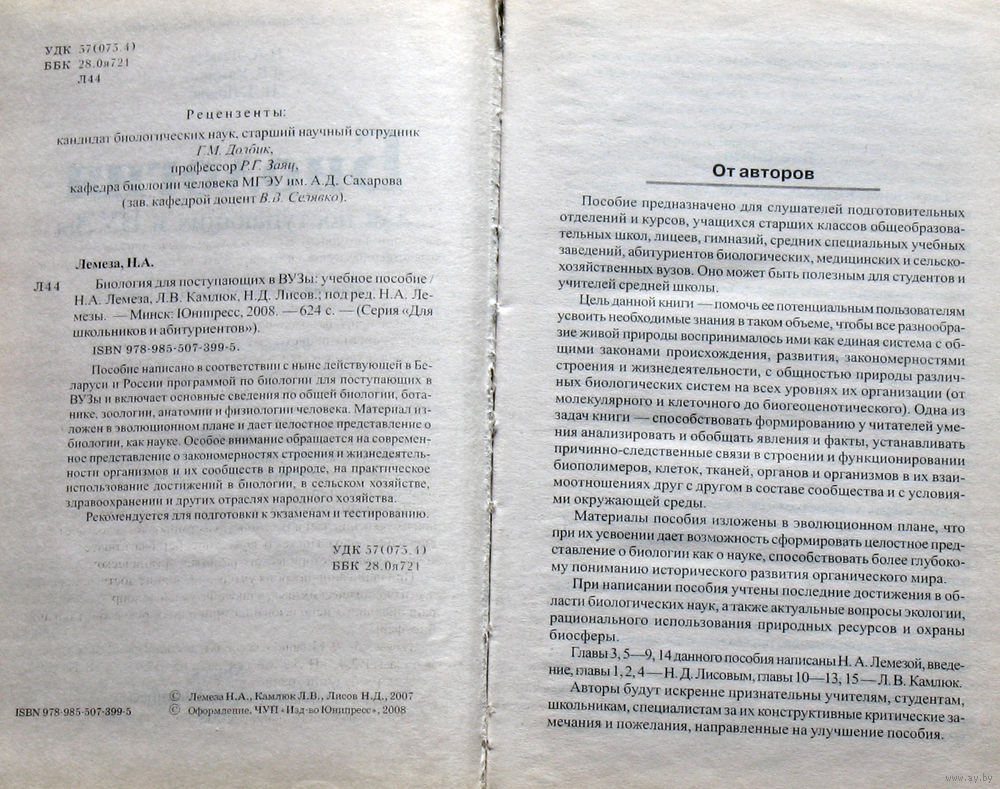 УДК 57(075.4)
ББК 28.0я721
Л44
Рецензенты:
кандидат биологических наук, старший научный сотрудник
Г.М. Долбик,
профессор Р.Г. Заяц,
кафедра биологии человека МГЭУ им. А.Д. Сахарова
(зав. кафедрой доцент В.В. Селявко).
Лемеза, Н.А.
Л44 Биология для поступающих в ВУЗы: учебное пособие /
Н.А. Лемеза, Л.В. Камлюк, Н.Д. Лисов.; под ред. Н.А. Ле-
мезы. — Минск: Юнипресс, 2008. — 624 с. — (Серия «Для
школьников и абитуриентов»).
ISBN 978-985-507-399-5.
Пособие написано в соответствии с ныне действующей в Бе-
ларуси и России программой по биологии для поступающих в
ВУЗы и включает основные сведения по общей биологии, бота-
нике, зоологии, анатомии и физиологии человека. Материал из-
ложен в эволюционном плане и дает целостное представление о
биологии, как науке. Особое внимание обращается на современ-
ное представление о закономерностях строения и жизнедеятель-
ности организмов и их сообществ в природе, на практическое
использование достижений в биологии, в сельском хозяйстве,
здравоохранении и других отраслях народного хозяйства.
Рекомендуется для подготовки к экзаменам и тестированию.
УДК 57(075.4)
ББК 28.0я721
© Лемеза Н.А., Камлюк Л.В., Лисов Н.Д., 2007
ISBN 978-985-507-399-5 © Оформление. ЧУП «Изд-во Юнипресс», 2008
От авторов
Пособие предназначено для слушателей подготовительных
отделений и курсов, учащихся старших классов общеобразова-
тельных школ, лицеев, гимназий, средних специальных учебных
заведений, абитуриентов биологических, медицинских и сельско-
хозяйственных вузов. Оно может быть полезным для студентов и
учителей средней школы.
Цель данной книги — помочь ее потенциальным пользователям
усвоить необходимые знания в таком объеме, чтобы все разнообра-
зие живой природы воспринималось ими как единая система с об-
щими законами происхождения, развития, закономерностями
строения и жизнедеятельности, с общностью природы различ-
ных биологических систем на всех уровнях их организации (от
молекулярного и клеточного до биогеоценотического). Одна из
задач книги — способствовать формированию у читателей уме-
ния анализировать и обобщать явления и факты, устанавливать
причинно-следственные связи в строении и функционировании
биополимеров, клеток, тканей, органов и организмов в их взаи-
моотношениях друг с другом в составе сообщества и с условия-
ми окружающей среды.
Материалы пособия изложены в эволюционном плане, что
при их усвоении дает возможность сформировать целостное пред-
ставление о биологии как о науке, способствовать более глубоко-
му пониманию исторического развития органического мира.
При написании пособия учтены последние достижения в об-
ласти биологических наук, а также актуальные вопросы экологии,
рационального использования природных ресурсов и охраны
биосферы.
Главы 3, 5—9, 14 данного пособия написаны Н. А. Лемезой, введе-
ние, главы 1, 2, 4 — Н. Д. Лисовым, главы 10—13, 15 — Л. В. Камлюк.
Авторы будут искренне признательны учителям, студентам,
школьникам, специалистам за их конструктивные критические за-
мечания и пожелания, направленные на улучшение пособия.
www.ay.by